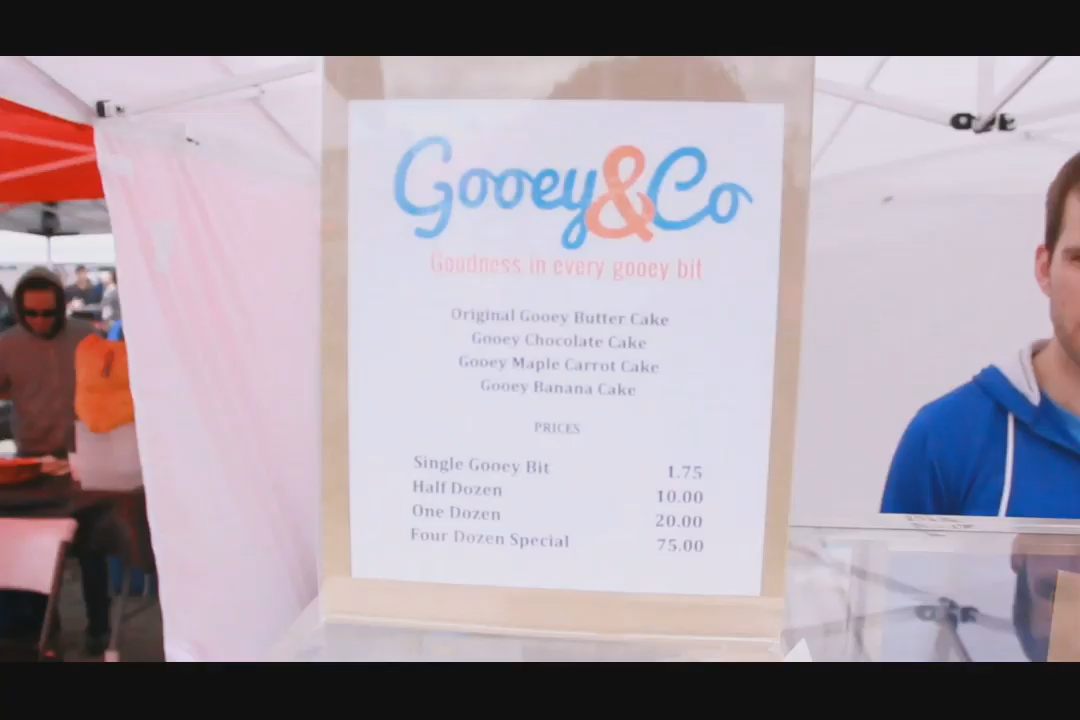 Gooey&Co
Goodness in every gooey bit
Original Gooey Butter Cake
Gooey Chocolate Cake
Gooey Maple Carrot Cake
Gooey Banana Cake
PRICES
Single Gooey Bit 1.75
Half Dozen 10.00
One Dozen 20.00
Four Dozen Special 75.00